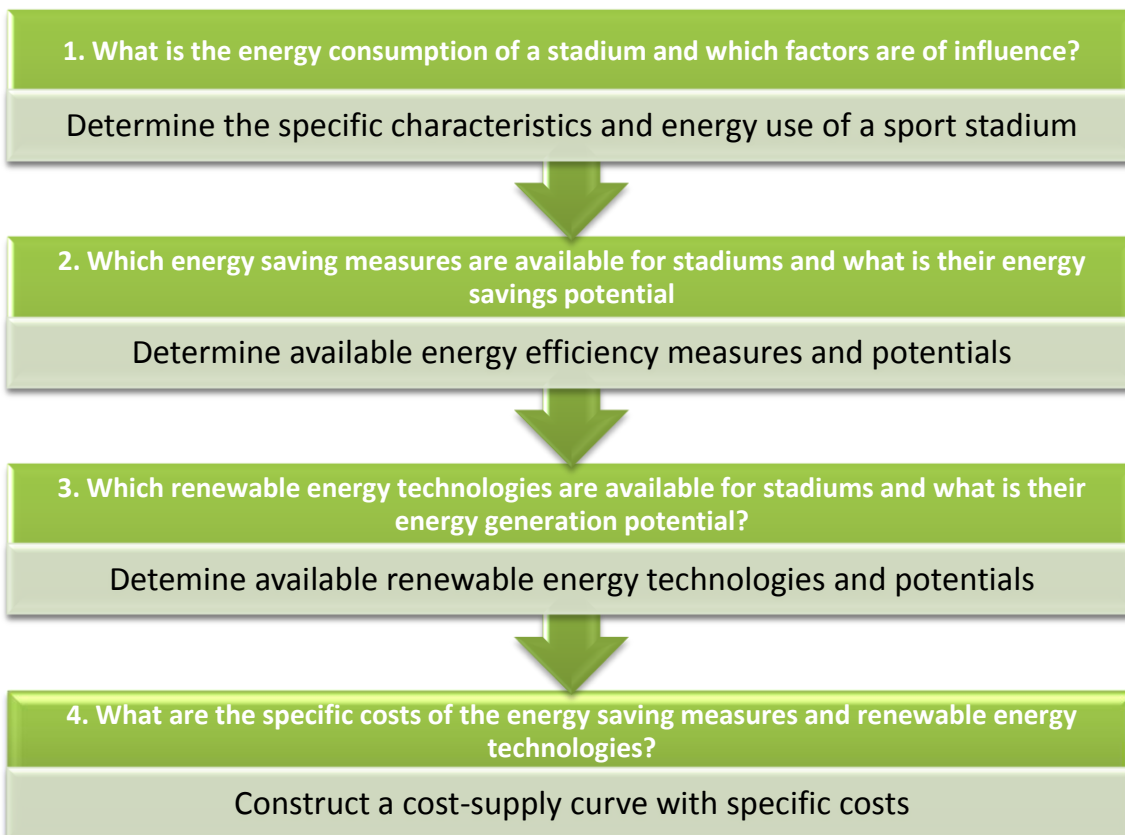 1. What is the energy consumption of a stadium and which factors are of influence?
Determine the specific characteristics and energy use of a sport stadium
2. Which energy saving measures are available for stadiums and what is their energy
savings potential
Determine available energy efficiency measures and potentials
3. Which renewable energy technologies are available for stadiums and what is their
energy generation potential?
Detemine available renewable energy technologies and potentials
4. What are the specific costs of the energy saving measures and renewable energy
technologies?
Construct a cost-supply curve with specific costs